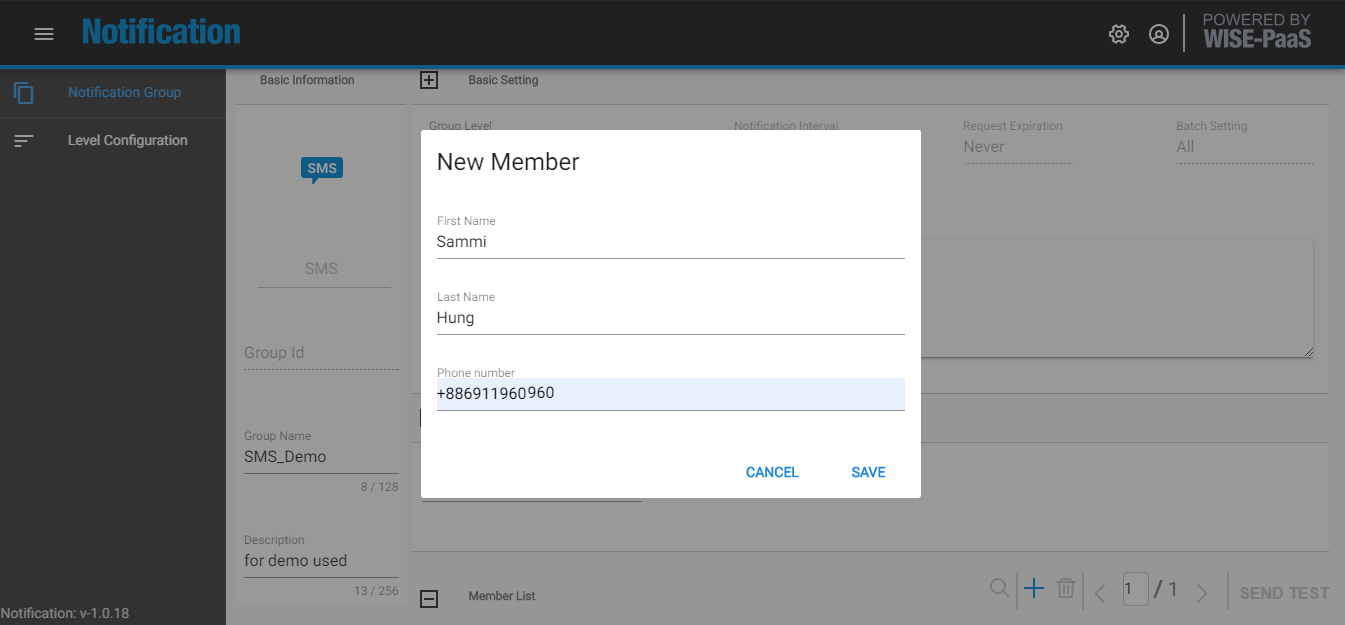 Notification
POWERED BY
WISE-PaaS
Notification Group
Level Configuration
Notification: v-1.0.18
Basic Information
SMS
SMS
Group Id
Group Name
SMS_Demo
8 / 128
Description
for demo used
13 / 256
Basic Setting
Group Level
Notification Interval
Request Expiration
Never
Batch Setting
All
New Member
First Name
Sammi
Last Name
Hung
Phone number
+886911960960
CANCEL
SAVE
Member List
1 / 1
SEND TEST